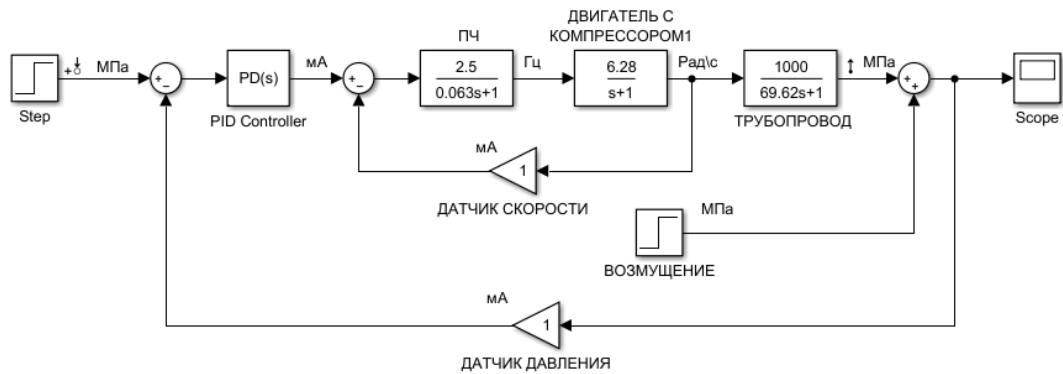 ПЧ
ДВИГАТЕЛЬ С
КОМПРЕССОРОМ1
МПа
мА
Гц
Рад\с
МПа
+
−
PD(s)
+
−
2.5
0.063s+1
6.28
s+1
1000
69.62s+1
+
+
Step
PID Controller
ТРУБОПРОВОД
Scope
мА
1
ДАТЧИК СКОРОСТИ
МПа
ВОЗМУЩЕНИЕ
мА
1
ДАТЧИК ДАВЛЕНИЯ